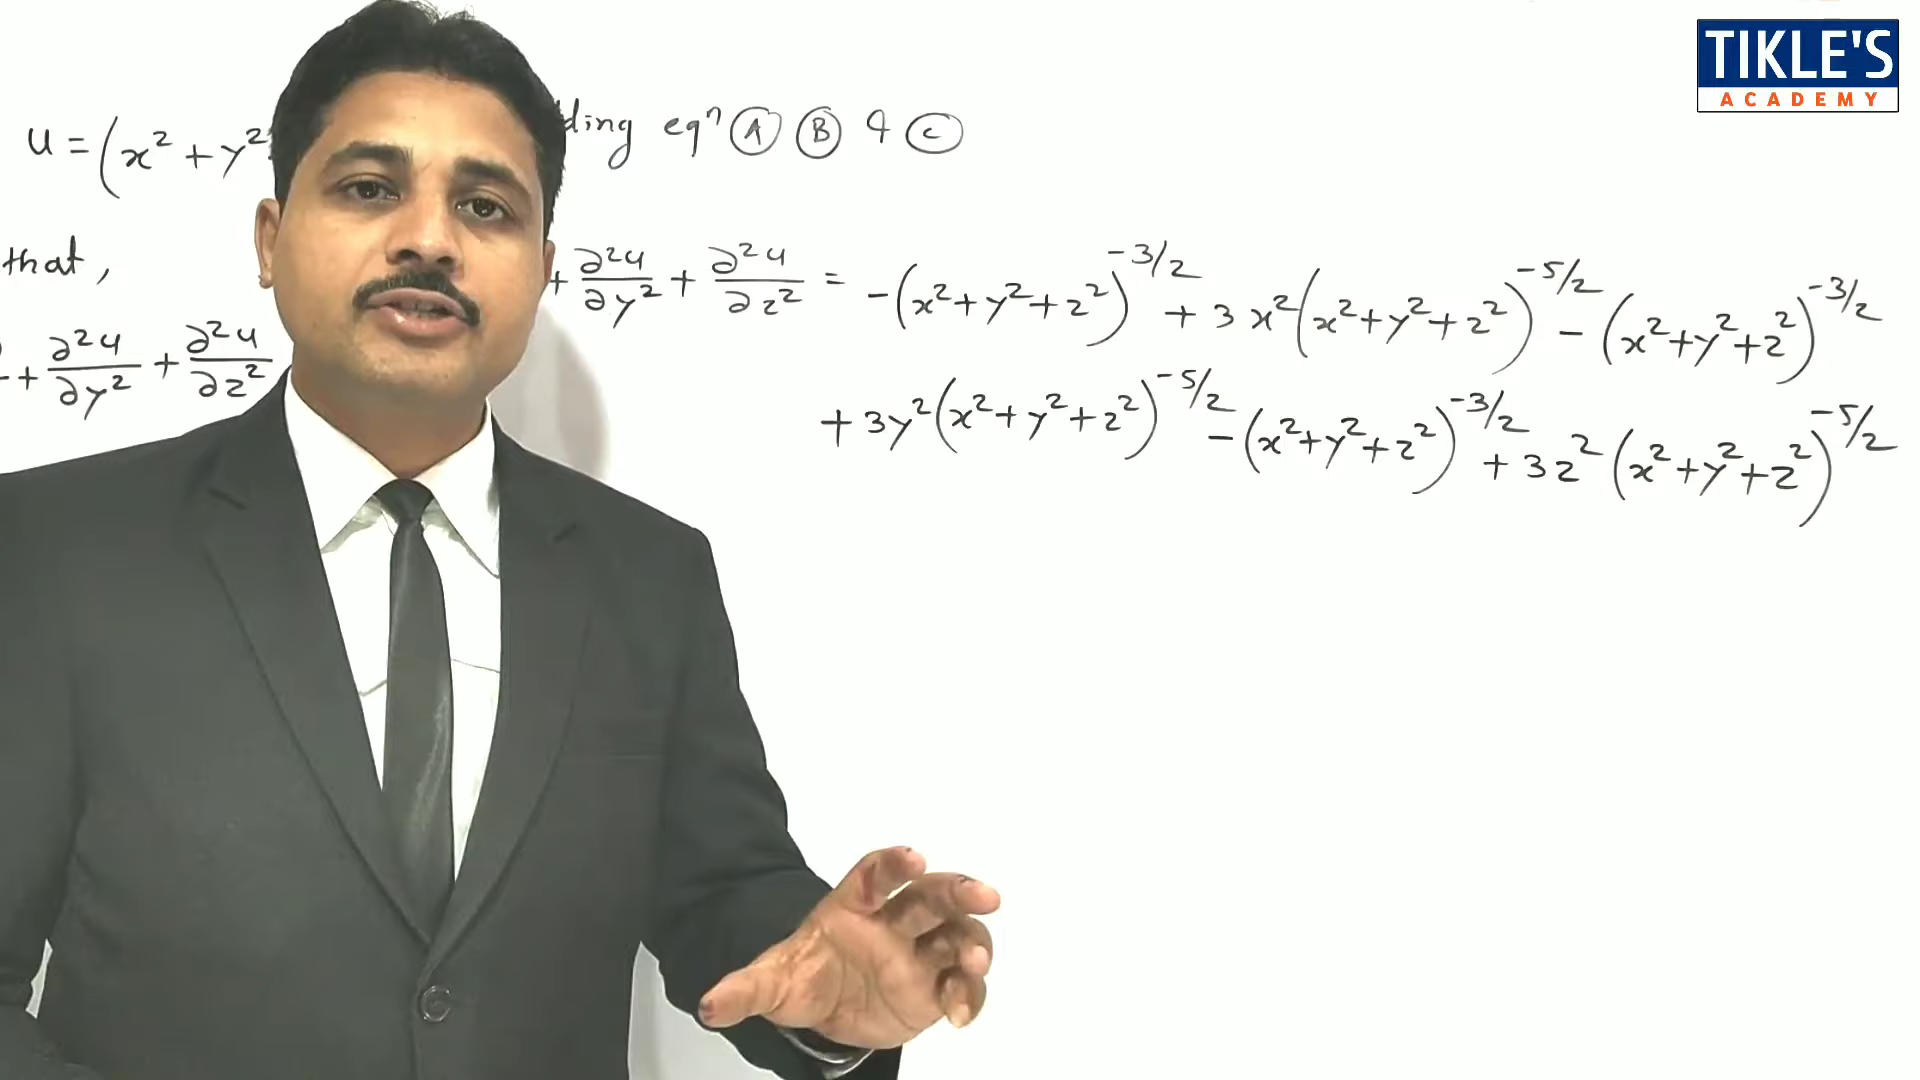 TIKLE'S
ACADEMY
u = (x² + y²
ding eqⁿ Ⓐ Ⓑ & Ⓒ
that,
+ ∂²u/∂y² + ∂²u/∂z²
+ ∂²u/∂y² + ∂²u/∂z² = -(x²+y²+z²)^-3/2 + 3x²(x²+y²+z²)^-5/2 - (x²+y²+z²)^-3/2
+ 3y²(x²+y²+z²)^-5/2 - (x²+y²+z²)^-3/2 + 3z²(x²+y²+z²)^-5/2